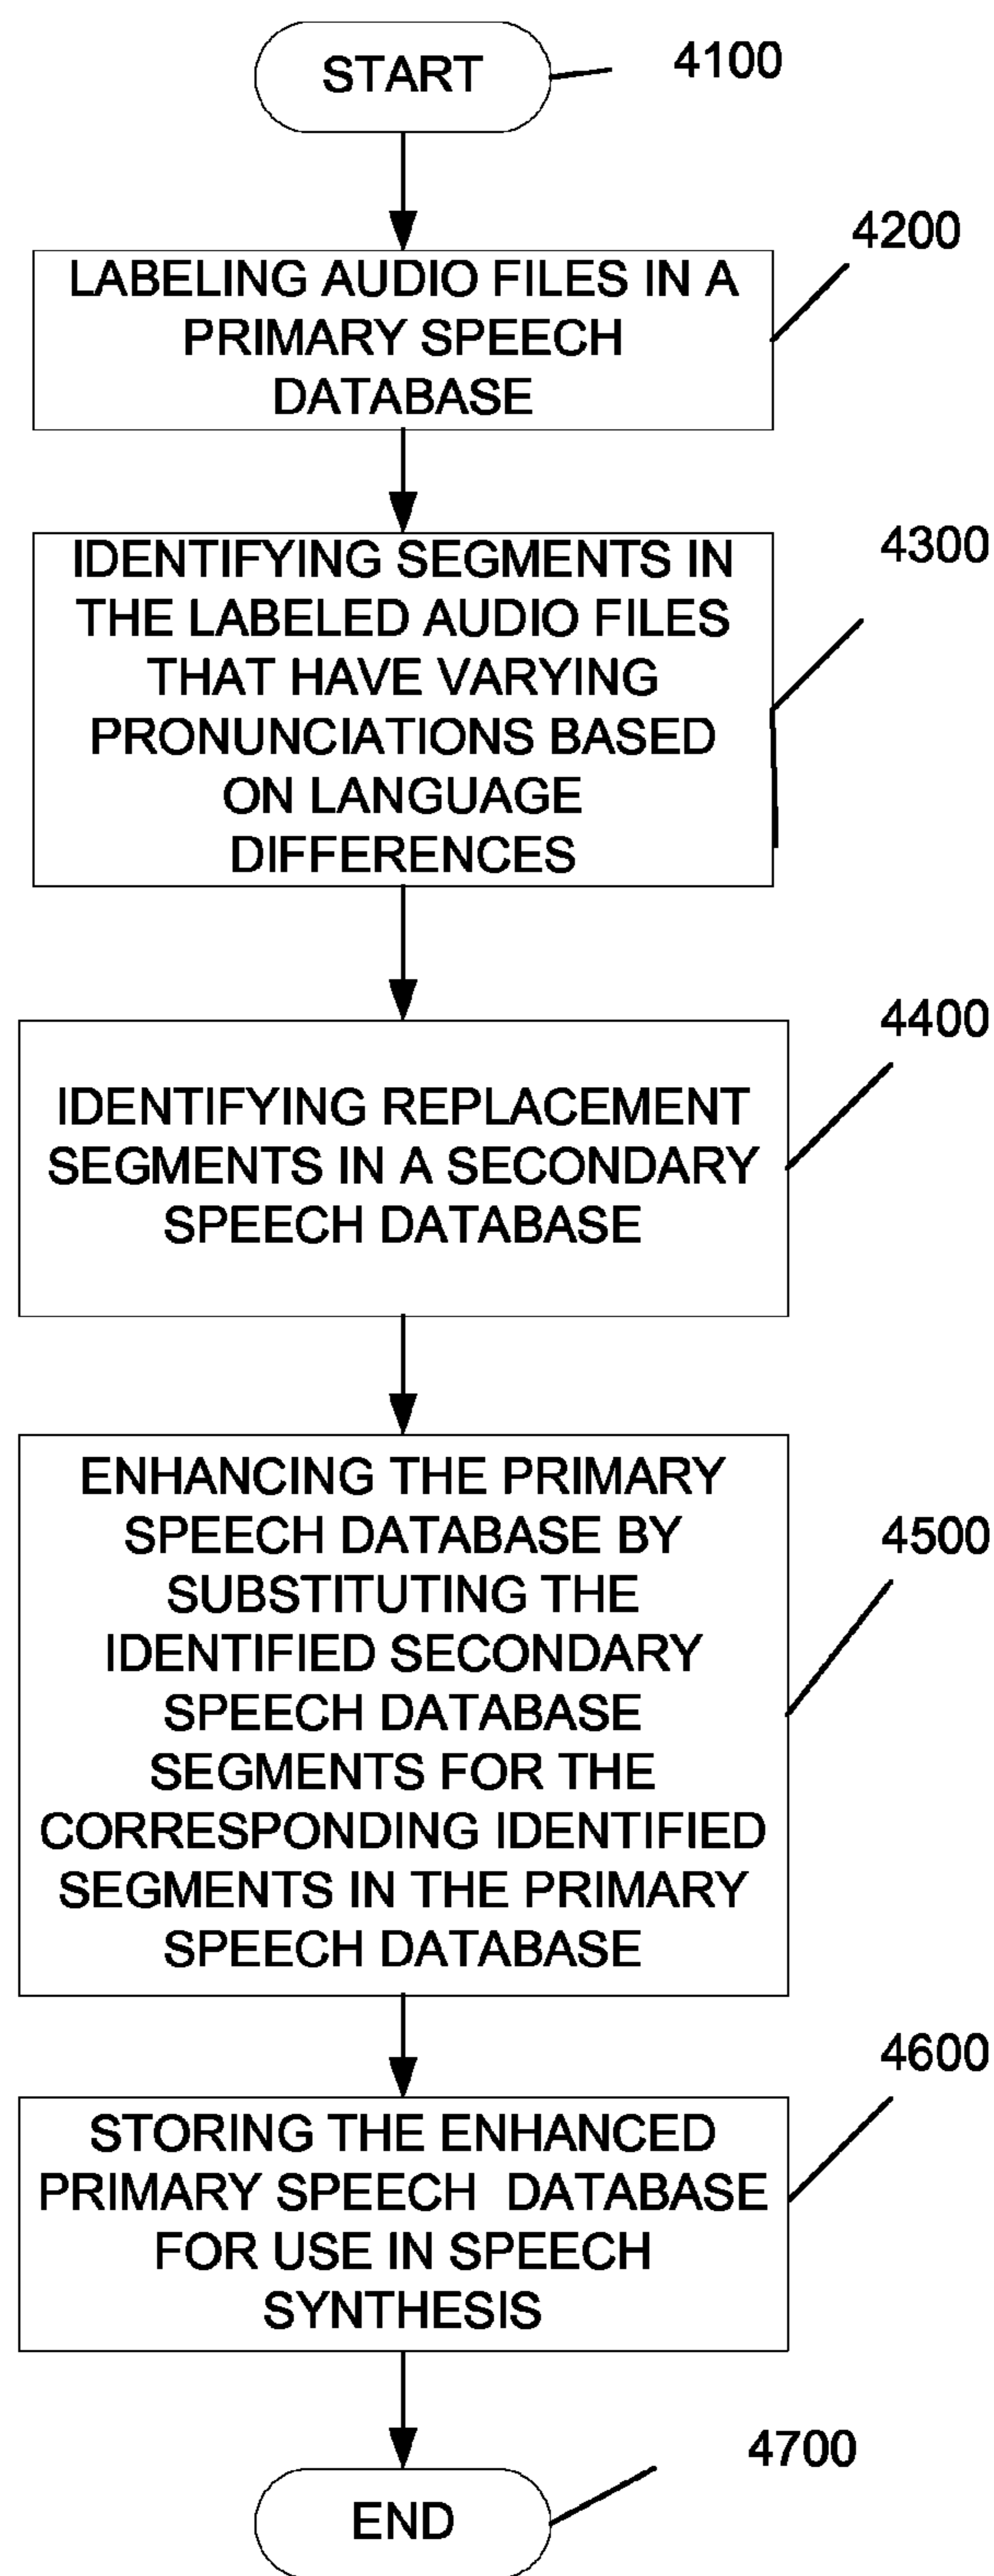 START
4100
4200
LABELING AUDIO FILES IN A
PRIMARY SPEECH
DATABASE
4300
IDENTIFYING SEGMENTS IN
THE LABELED AUDIO FILES
THAT HAVE VARYING
PRONUNCIATIONS BASED
ON LANGUAGE
DIFFERENCES
4400
IDENTIFYING REPLACEMENT
SEGMENTS IN A SECONDARY
SPEECH DATABASE
4500
ENHANCING THE PRIMARY
SPEECH DATABASE BY
SUBSTITUTING THE
IDENTIFIED SECONDARY
SPEECH DATABASE
SEGMENTS FOR THE
CORRESPONDING IDENTIFIED
SEGMENTS IN THE PRIMARY
SPEECH DATABASE
4600
STORING THE ENHANCED
PRIMARY SPEECH DATABASE
FOR USE IN SPEECH
SYNTHESIS
4700
END